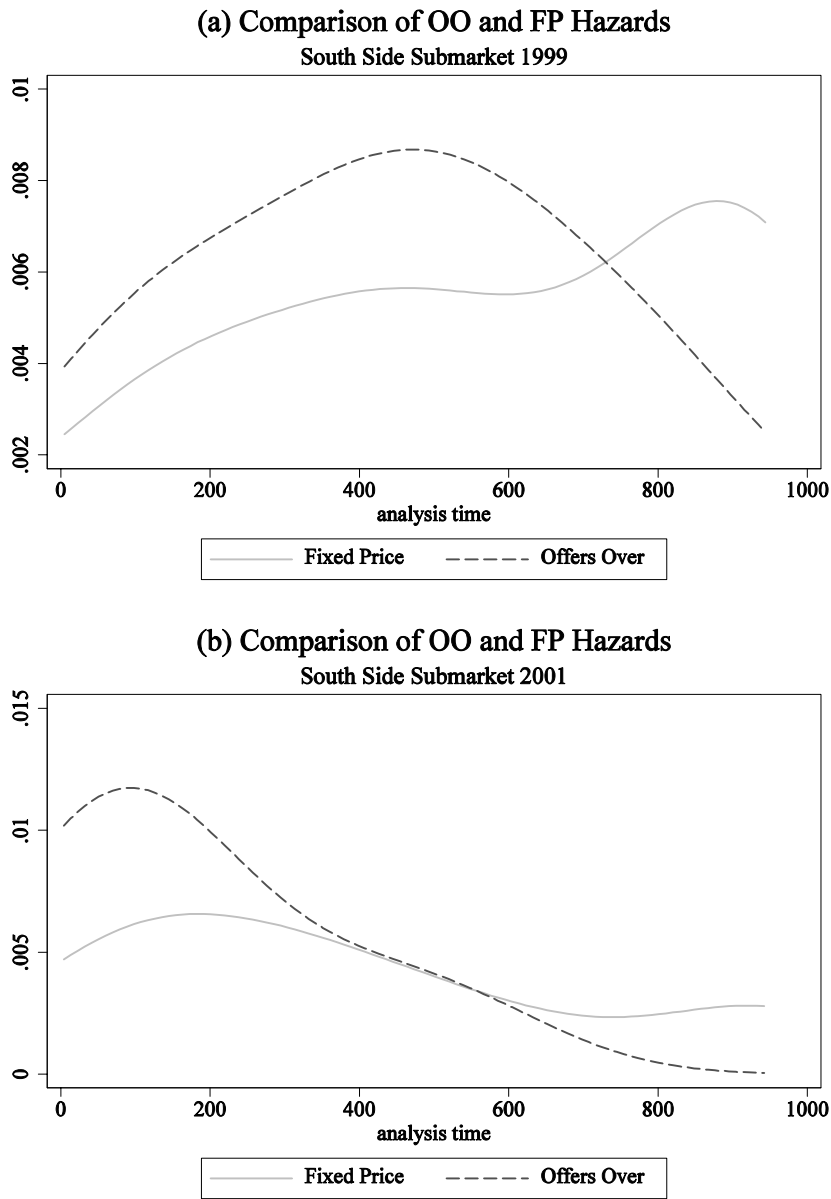 (a) Comparison of OO and FP Hazards
South Side Submarket 1999
.01
.008
.006
.004
.002
0 200 400 600 800 1000
analysis time
Fixed Price Offers Over
(b) Comparison of OO and FP Hazards
South Side Submarket 2001
.015
.01
.005
0
0 200 400 600 800 1000
analysis time
Fixed Price Offers Over